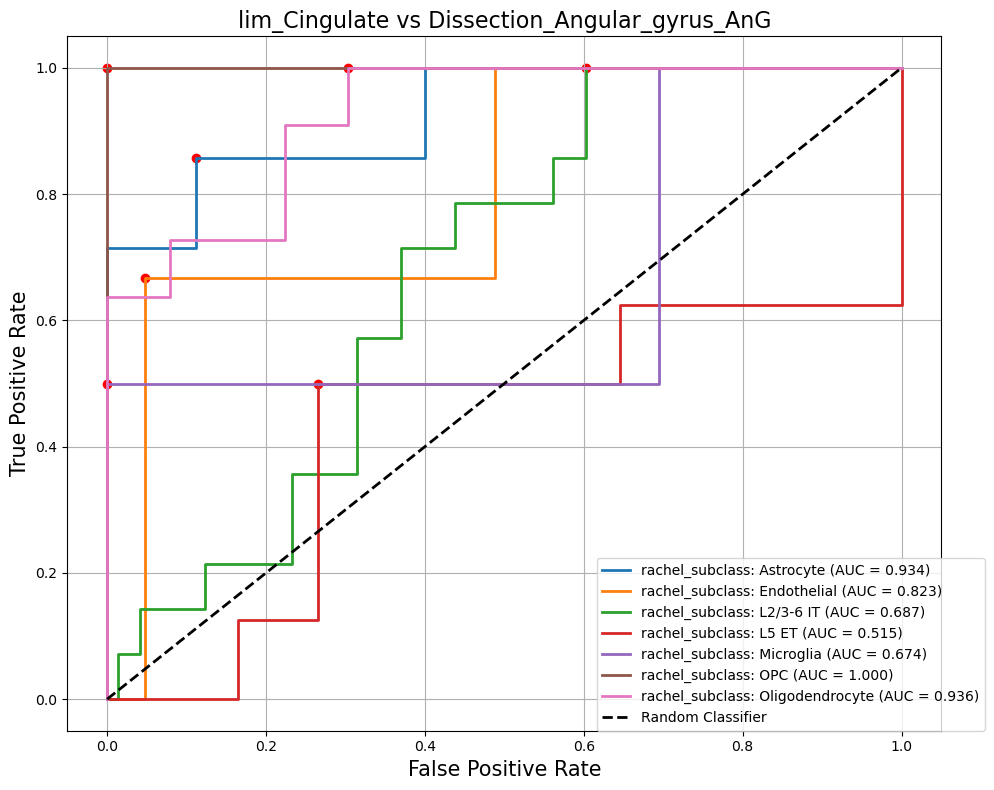 lim_Cingulate vs Dissection_Angular_gyrus_AnG
True Positive Rate
1.0
0.8
0.6
0.4
0.2
0.0
0.0 0.2 0.4 0.6 0.8 1.0
False Positive Rate
rachel_subclass: Astrocyte (AUC = 0.934)
rachel_subclass: Endothelial (AUC = 0.823)
rachel_subclass: L2/3-6 IT (AUC = 0.687)
rachel_subclass: L5 ET (AUC = 0.515)
rachel_subclass: Microglia (AUC = 0.674)
rachel_subclass: OPC (AUC = 1.000)
rachel_subclass: Oligodendrocyte (AUC = 0.936)
Random Classifier